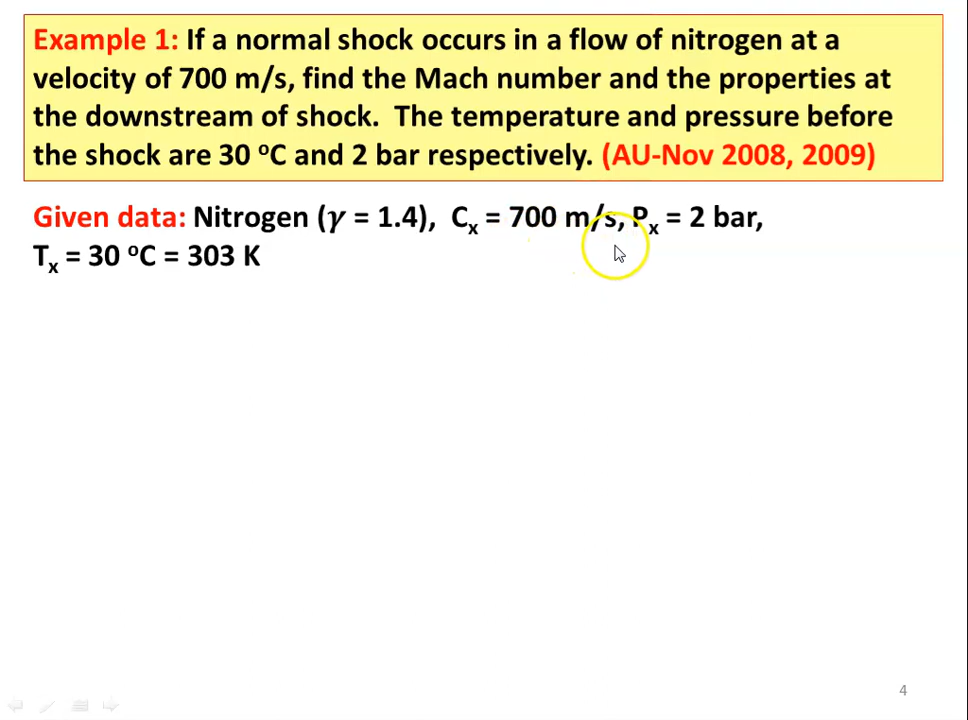 Example 1: If a normal shock occurs in a flow of nitrogen at a
velocity of 700 m/s, find the Mach number and the properties at
the downstream of shock.  The temperature and pressure before
the shock are 30 ᵒC and 2 bar respectively. (AU-Nov 2008, 2009)
Given data: Nitrogen (γ = 1.4),  Cₓ = 700 m/s, Pₓ = 2 bar,
Tₓ = 30 ᵒC = 303 K
4